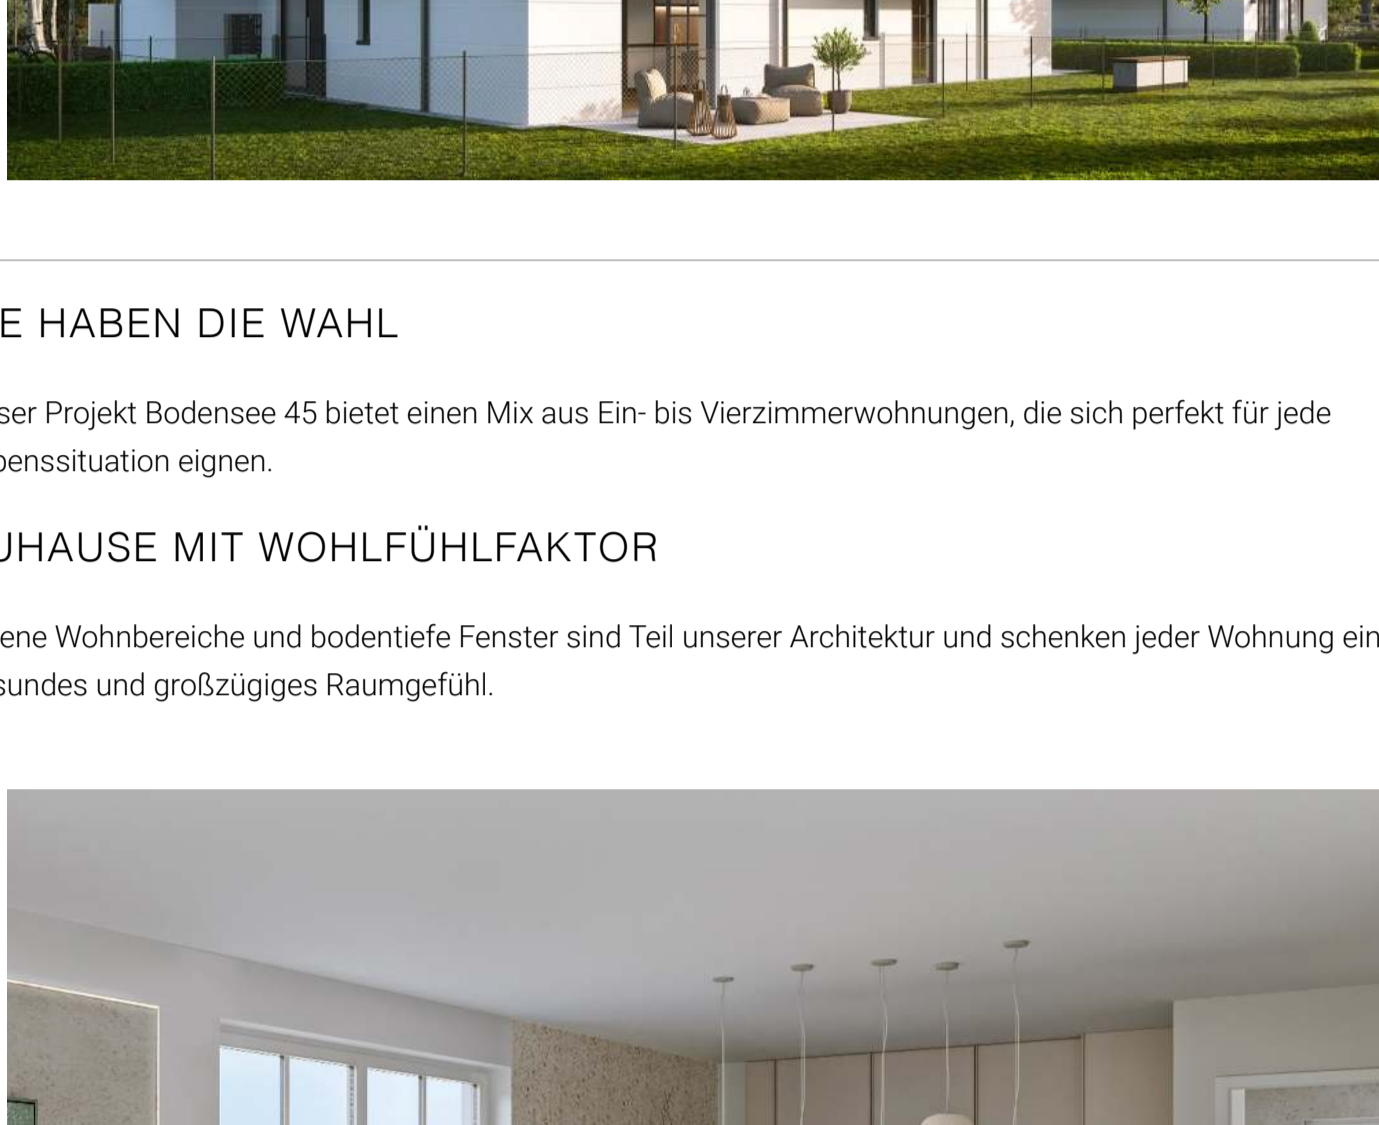 E HABEN DIE WAHL
ser Projekt Bodensee 45 bietet einen Mix aus Ein- bis Vierzimmerwohnungen, die sich perfekt für jede
benssituation eignen.
UHAUSE MIT WOHLFÜHLFAKTOR
ene Wohnbereiche und bodentiefe Fenster sind Teil unserer Architektur und schenken jeder Wohnung ein
sundes und großzügiges Raumgefühl.